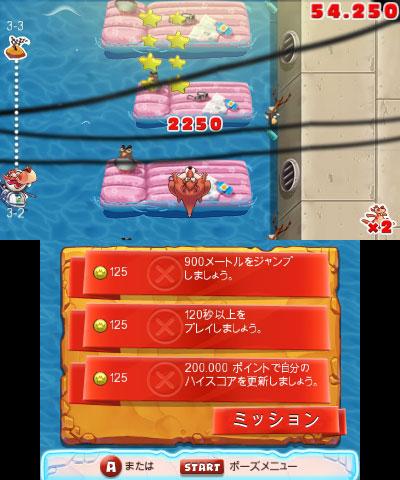 3-3
54.250
2250
3-2
×2
125
900メートルをジャンプ
しましょう。
125
120秒以上を
プレイしましょう。
125
200.000 ポイントで自分の
ハイスコアを更新しましょう。
ミッション
A または START ポーズメニュー